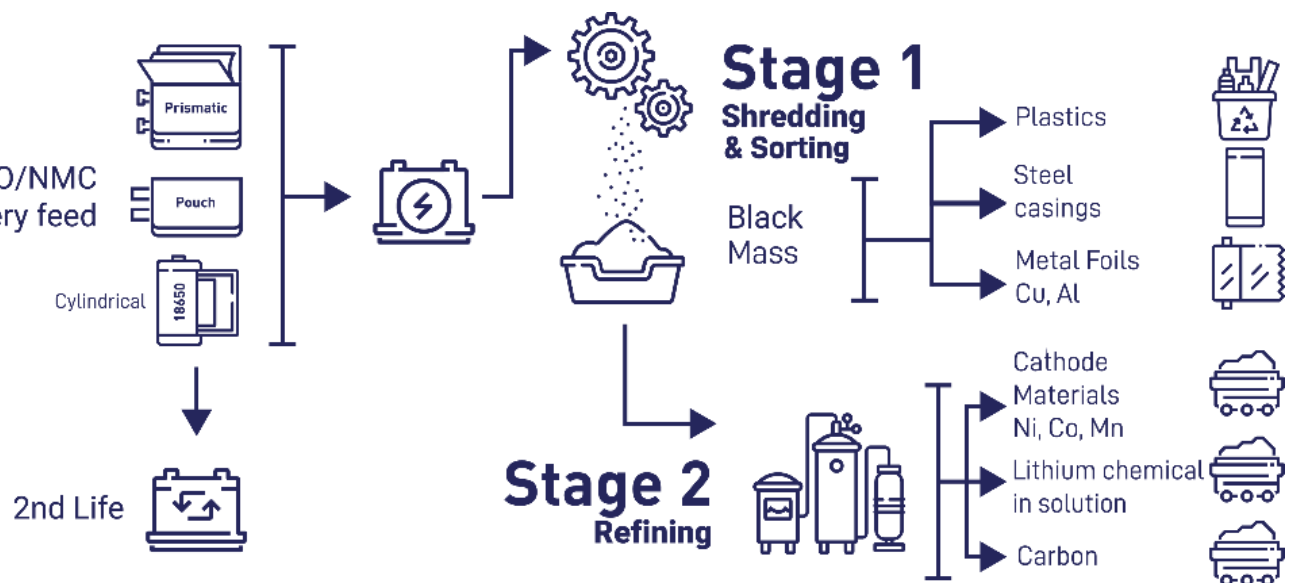 Prismatic
O/NMC
ery feed
Pouch
Cylindrical
18650
2nd Life
Stage 1
Shredding
& Sorting
Black
Mass
Plastics
Steel
casings
Metal Foils
Cu, Al
Stage 2
Refining
Cathode
Materials
Ni, Co, Mn
Lithium chemical
in solution
Carbon